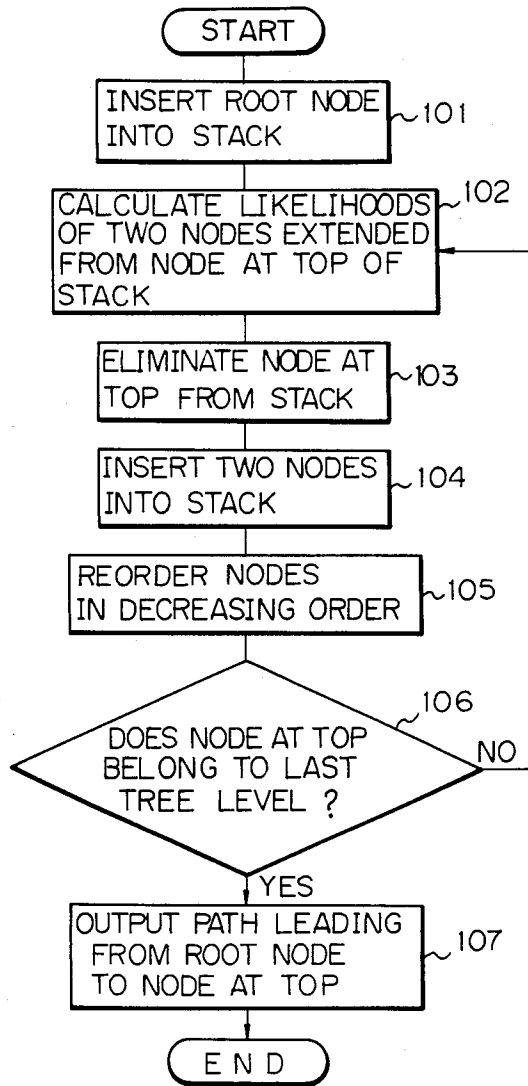 START
INSERT ROOT NODE
INTO STACK
101
CALCULATE LIKELIHOODS
OF TWO NODES EXTENDED
FROM NODE AT TOP OF
STACK
102
ELIMINATE NODE AT
TOP FROM STACK
103
INSERT TWO NODES
INTO STACK
104
REORDER NODES
IN DECREASING ORDER
105
106
DOES NODE AT TOP
BELONG TO LAST
TREE LEVEL ?
NO
YES
OUTPUT PATH LEADING
FROM ROOT NODE
TO NODE AT TOP
107
END